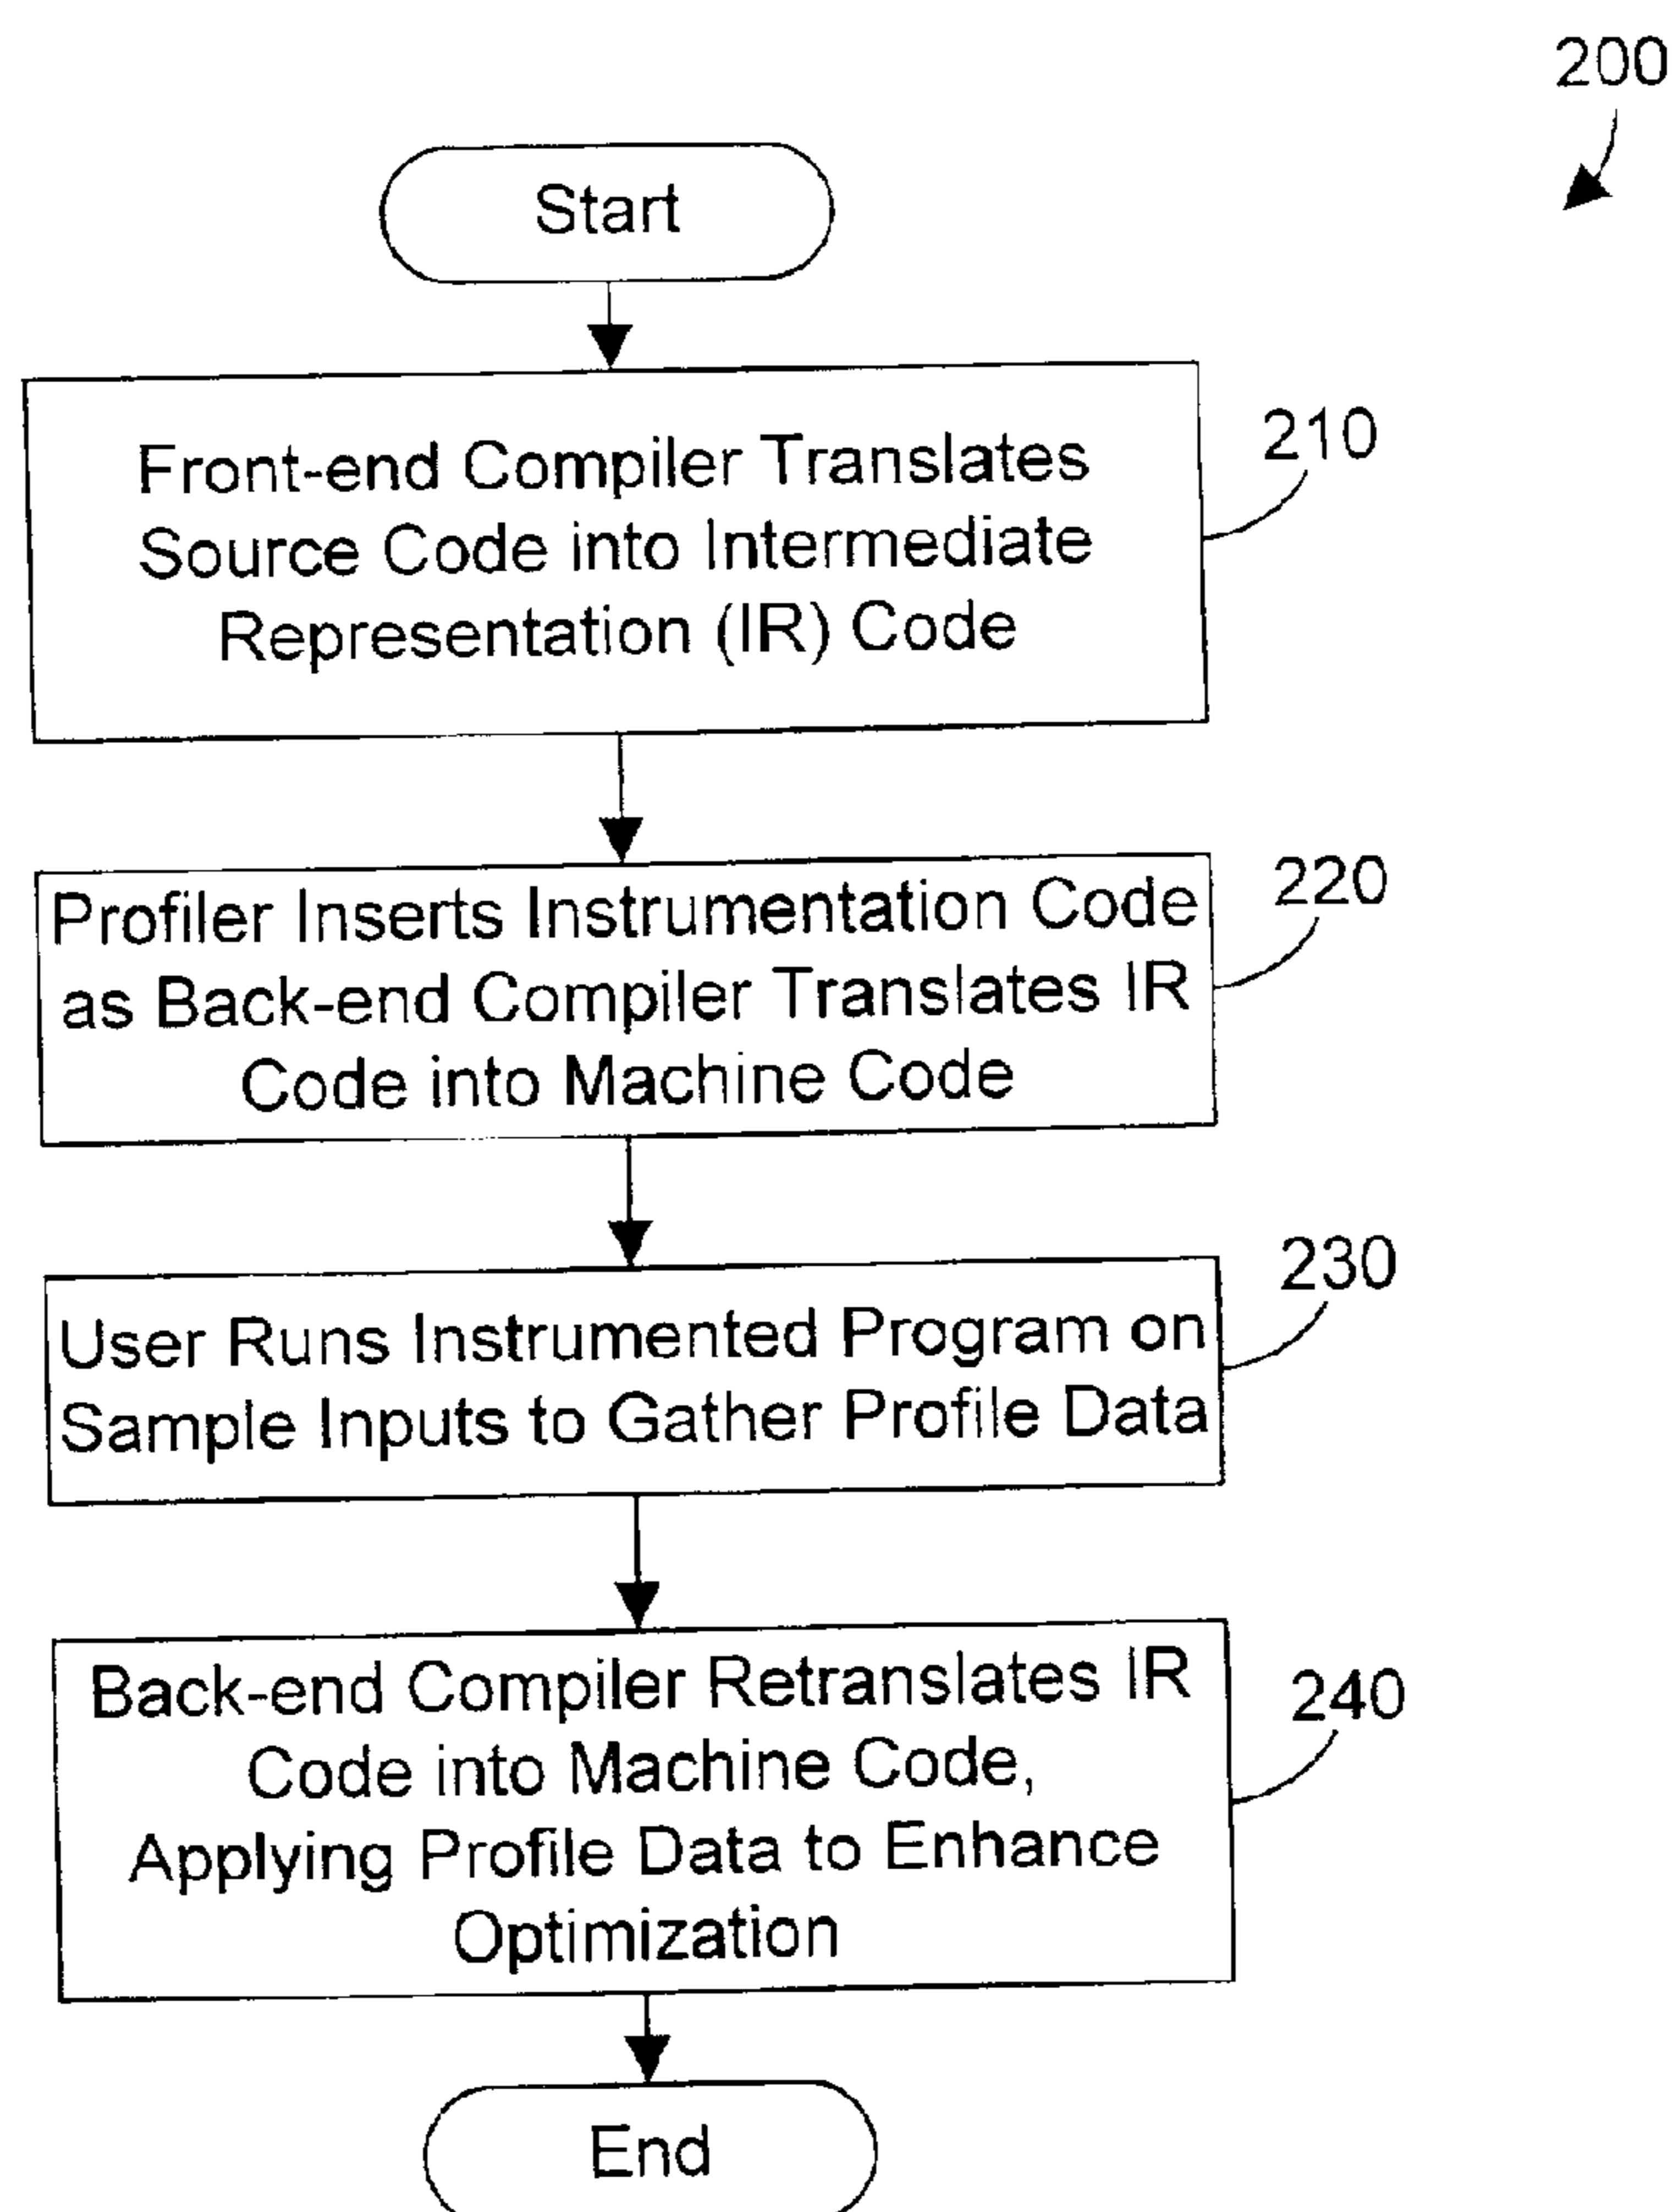 200
Start
Front-end Compiler Translates
Source Code into Intermediate
Representation (IR) Code
210
Profiler Inserts Instrumentation Code
as Back-end Compiler Translates IR
Code into Machine Code
220
User Runs Instrumented Program on
Sample Inputs to Gather Profile Data
230
Back-end Compiler Retranslates IR
Code into Machine Code,
Applying Profile Data to Enhance
Optimization
240
End